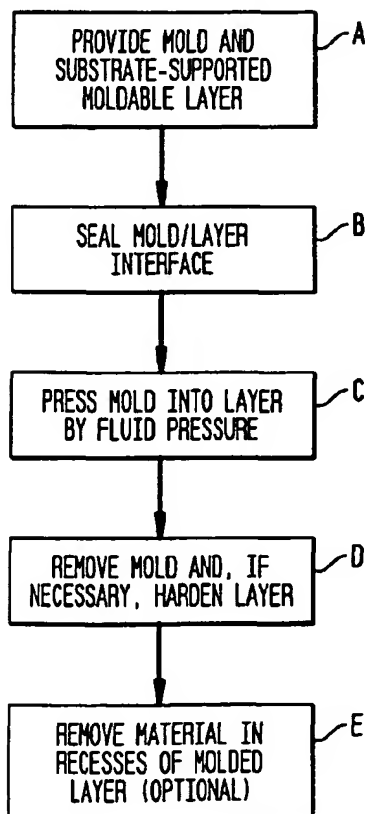 PROVIDE MOLD AND
SUBSTRATE-SUPPORTED
MOLDABLE LAYER
A
SEAL MOLD/LAYER
INTERFACE
B
PRESS MOLD INTO LAYER
BY FLUID PRESSURE
C
REMOVE MOLD AND, IF
NECESSARY, HARDEN LAYER
D
REMOVE MATERIAL IN
RECESSES OF MOLDED
LAYER (OPTIONAL)
E